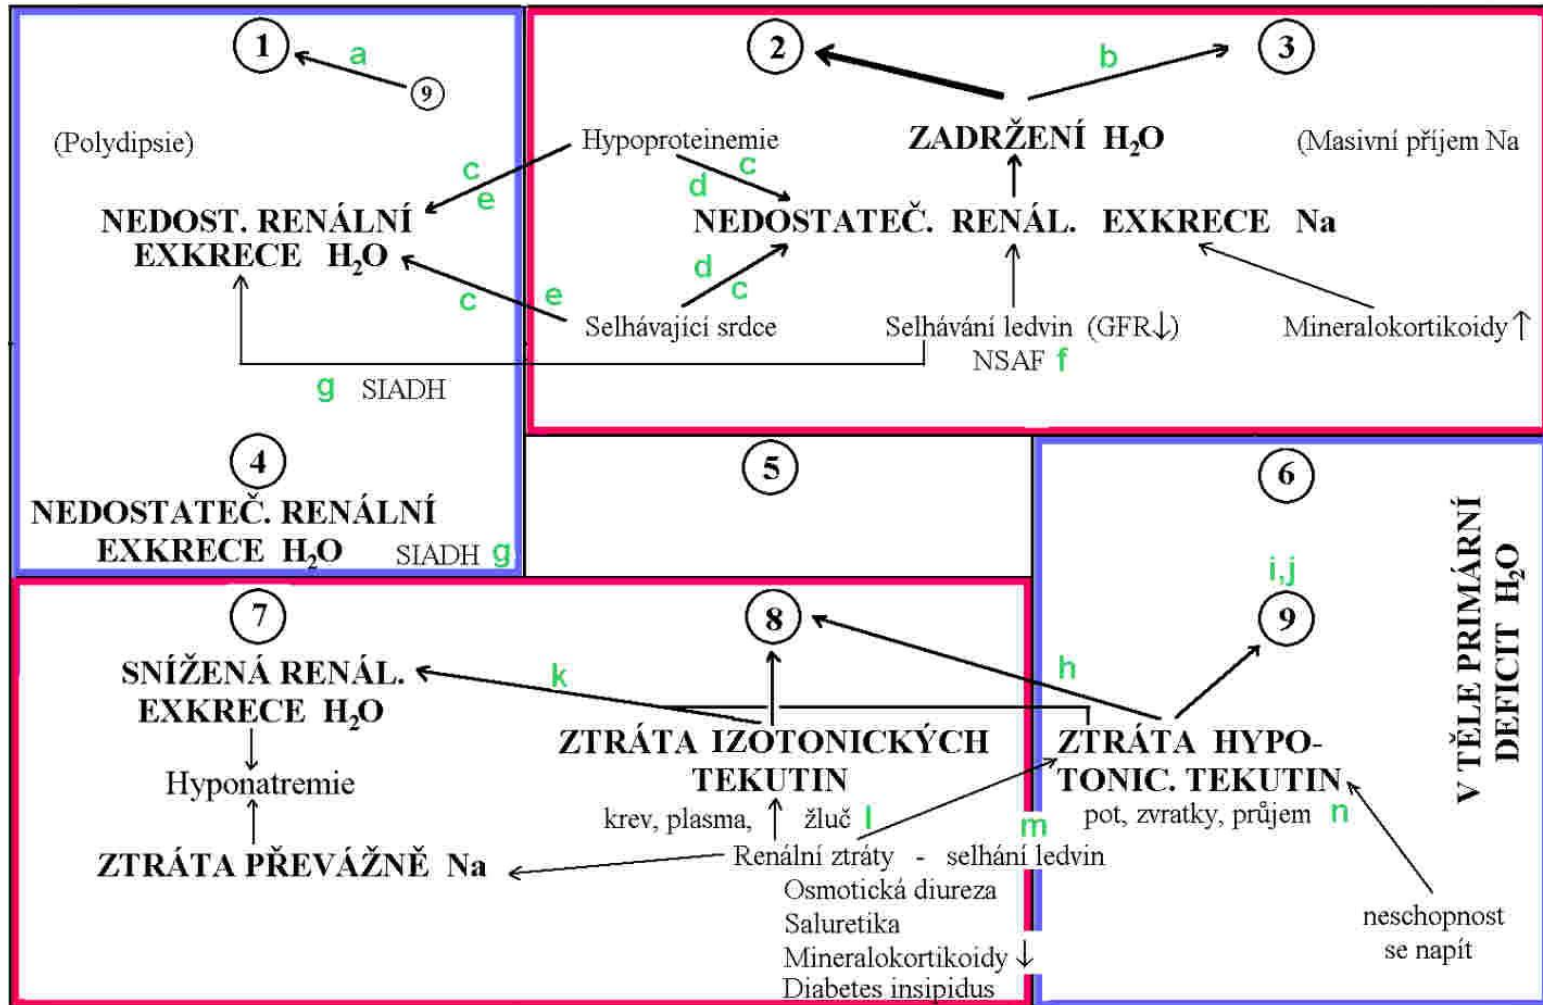 1
a
9
(Polydipsie)
NEDOST. RENÁLNÍ
EXKRECE H₂O
c
e
c
e
g SIADH
4
NEDOSTATEČ. RENÁLNÍ
EXKRECE H₂O SIADH g
2
b
3
Hypoproteinemie
ZADRŽENÍ H₂O
(Masivní příjem Na
c
d
NEDOSTATEČ. RENÁL. EXKRECE Na
d
c
Selhávající srdce
Selhávání ledvin (GFR↓)
NSAF f
Mineralokortikoidy ↑
5
6
i,j
9
V TĚLE PRIMÁRNÍ
DEFICIT H₂O
7
SNÍŽENÁ RENÁL.
EXKRECE H₂O
Hyponatremie
ZTRÁTA PŘEVÁŽNĚ Na
k
8
h
ZTRÁTA IZOTONICKÝCH
TEKUTIN
krev, plasma, žluč l
m
Renální ztráty - selhání ledvin
Osmotická diureza
Saluretika
Mineralokortikoidy ↓
Diabetes insipidus
ZTRÁTA HYPO-
TONIC. TEKUTIN
pot, zvratky, průjem n
neschopnost
se napít